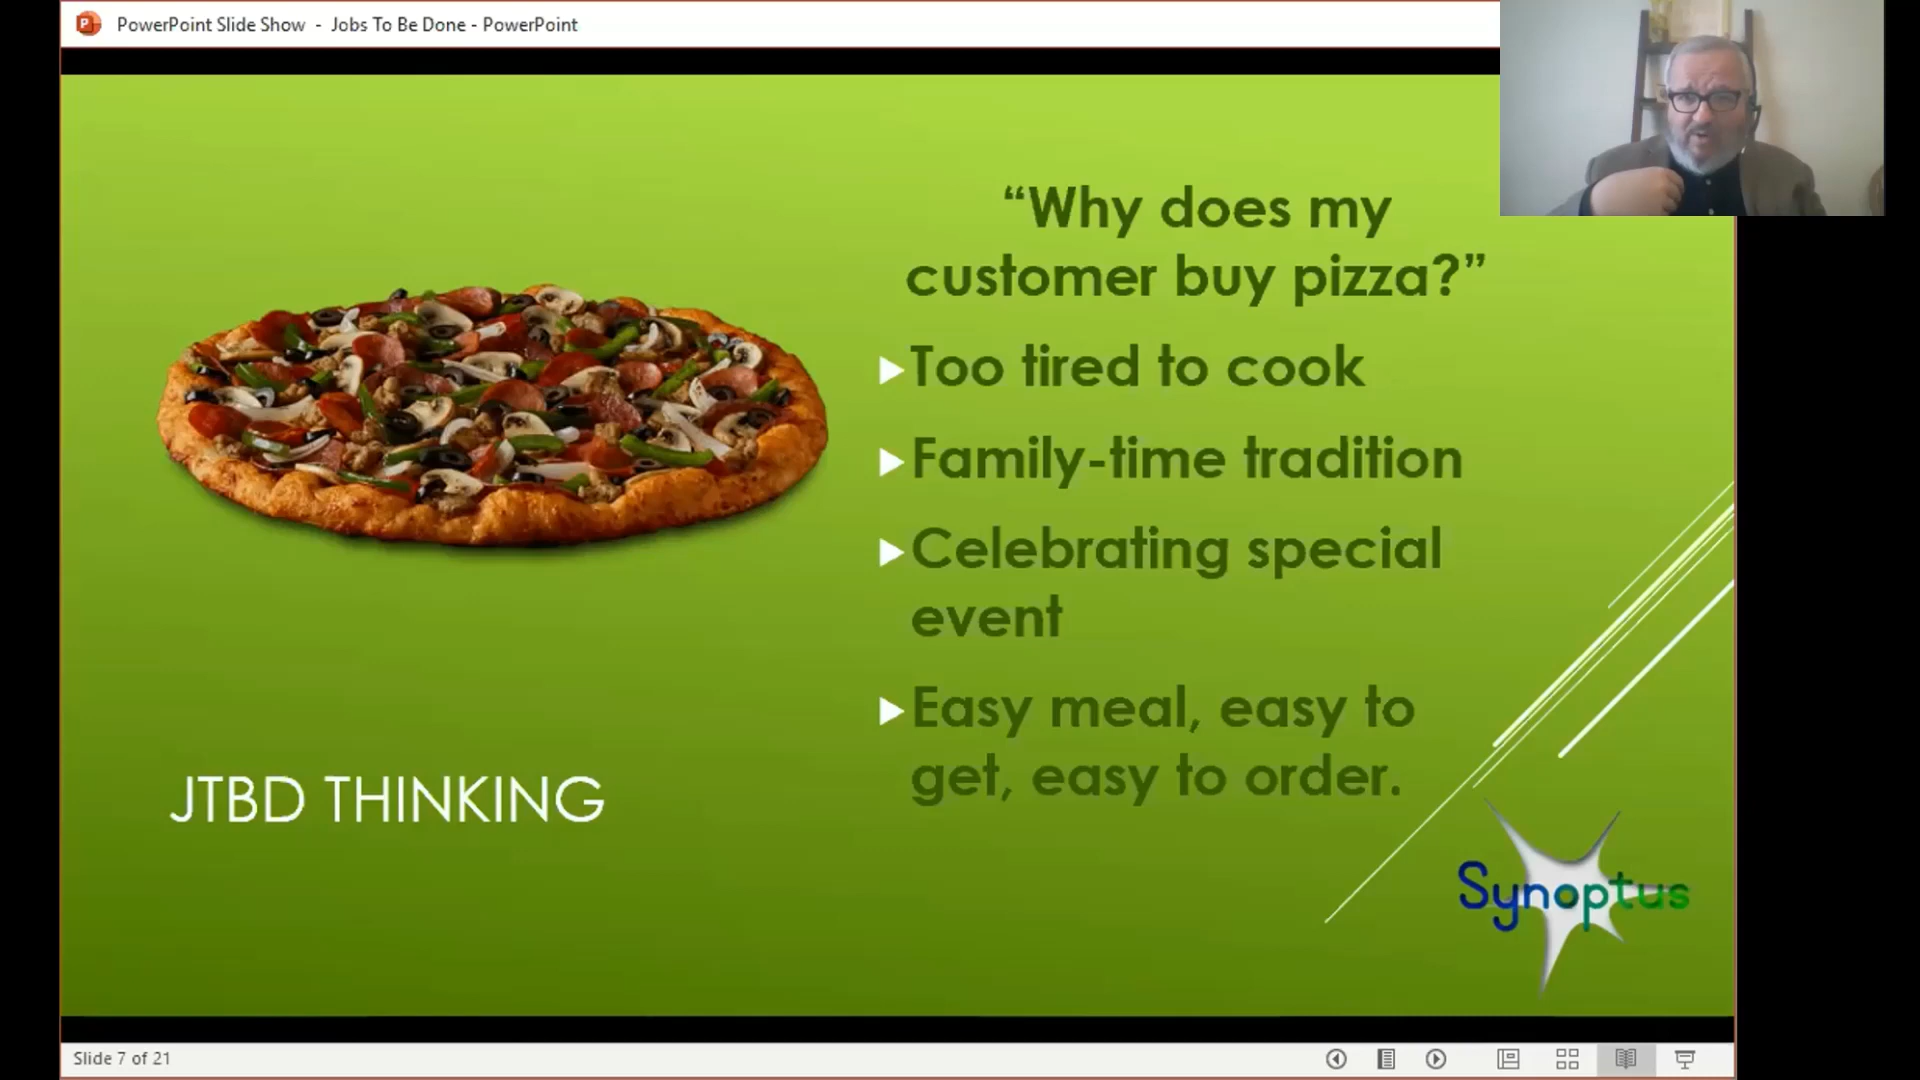 PowerPoint Slide Show - Jobs To Be Done - PowerPoint
“Why does my
customer buy pizza?”
Too tired to cook
Family-time tradition
Celebrating special
event
Easy meal, easy to
get, easy to order.
JTBD THINKING
Synoptus
Slide 7 of 21